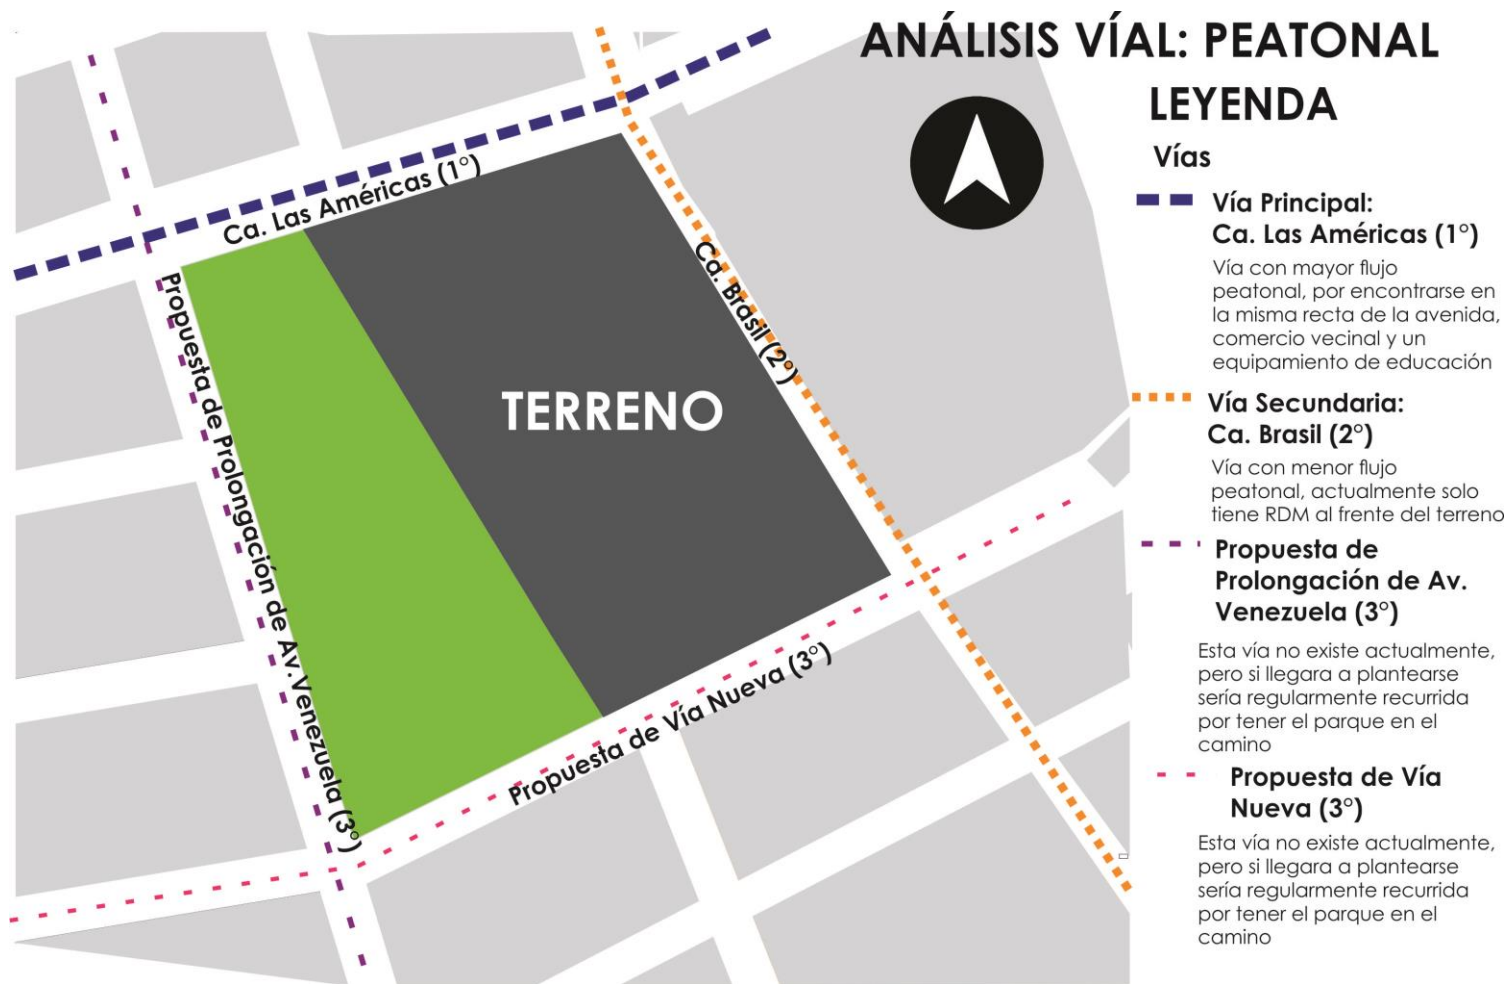 ANÁLISIS VÍAL: PEATONAL
LEYENDA
Vías
Vía Principal:
Ca. Las Américas (1°)
Vía con mayor flujo
peatonal, por encontrarse en
la misma recta de la avenida,
comercio vecinal y un
equipamiento de educación
Vía Secundaria:
Ca. Brasil (2°)
Vía con menor flujo
peatonal, actualmente solo
tiene RDM al frente del terreno
Propuesta de
Prolongación de Av.
Venezuela (3°)
Esta vía no existe actualmente,
pero si llegara a plantearse
sería regularmente recurrida
por tener el parque en el
camino
Propuesta de Vía
Nueva (3°)
Esta vía no existe actualmente,
pero si llegara a plantearse
sería regularmente recurrida
por tener el parque en el
camino
Ca. Las Américas (1°)
Ca. Brasil (2°)
TERRENO
Propuesta de Prolongación de Av.Venezuela (3°)
Propuesta de Vía Nueva (3°)